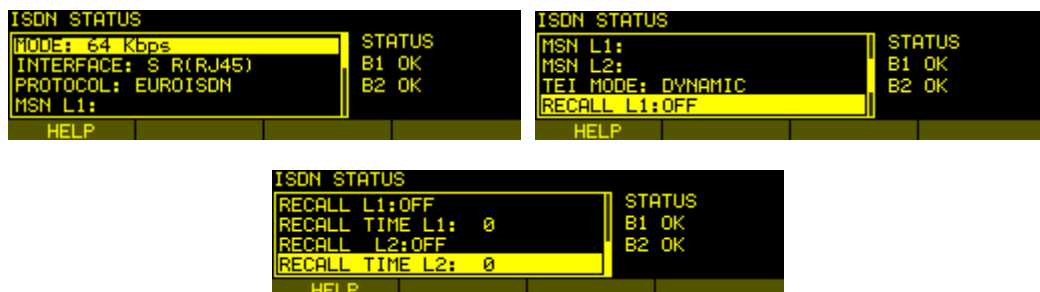 ISDN STATUS
MODE: 64 Kbps
INTERFACE: S R(RJ45)
PROTOCOL: EUROISDN
MSN L1:
STATUS
B1 OK
B2 OK
HELP
ISDN STATUS
MSN L1:
MSN L2:
TEI MODE: DYNAMIC
RECALL L1:OFF
STATUS
B1 OK
B2 OK
HELP
ISDN STATUS
RECALL L1:OFF
RECALL TIME L1: 0
RECALL L2:OFF
RECALL TIME L2: 0
STATUS
B1 OK
B2 OK
HELP